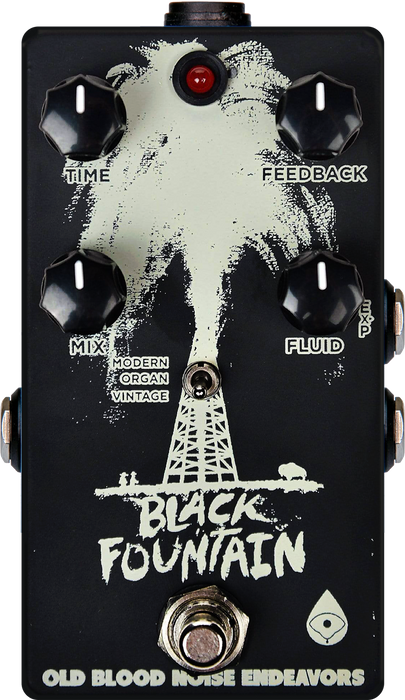 TIME
FEEDBACK
MIX
FLUID
EXP
MODERN
ORGAN
VINTAGE
BLACK
FOUNTAIN
OLD BLOOD NOISE ENDEAVORS